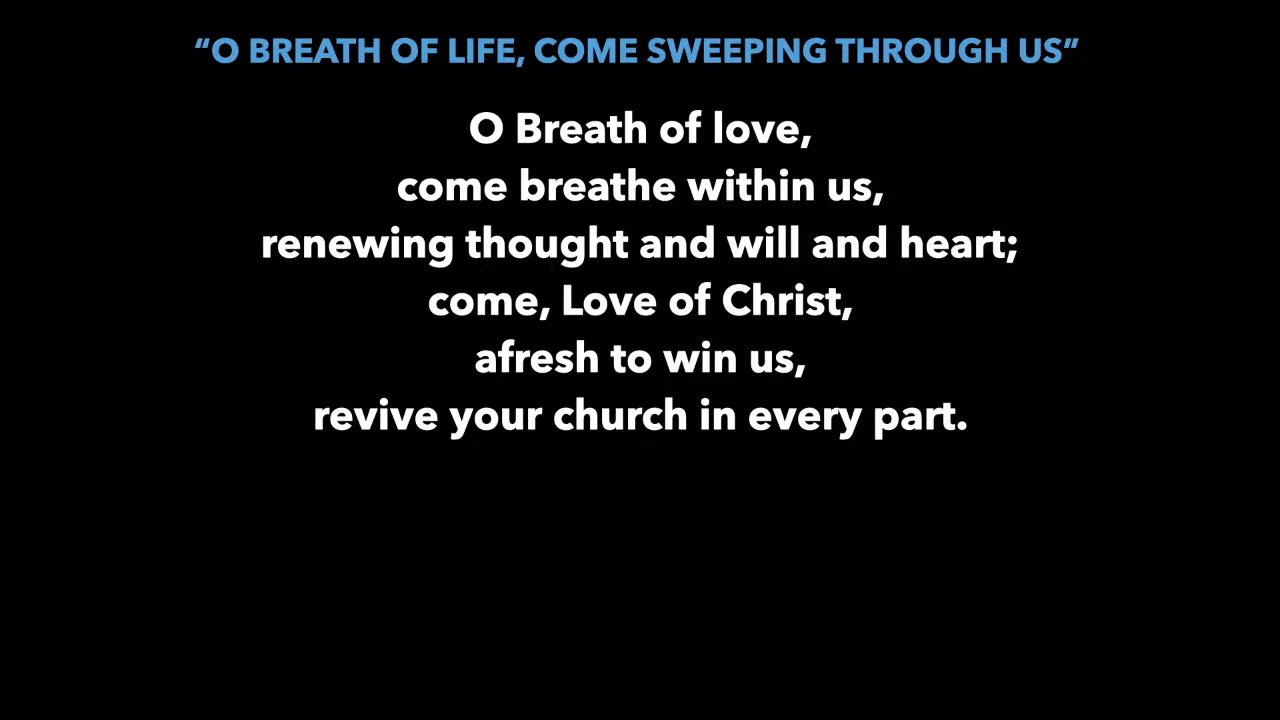 “O BREATH OF LIFE, COME SWEEPING THROUGH US”
O Breath of love,
come breathe within us,
renewing thought and will and heart;
come, Love of Christ,
afresh to win us,
revive your church in every part.